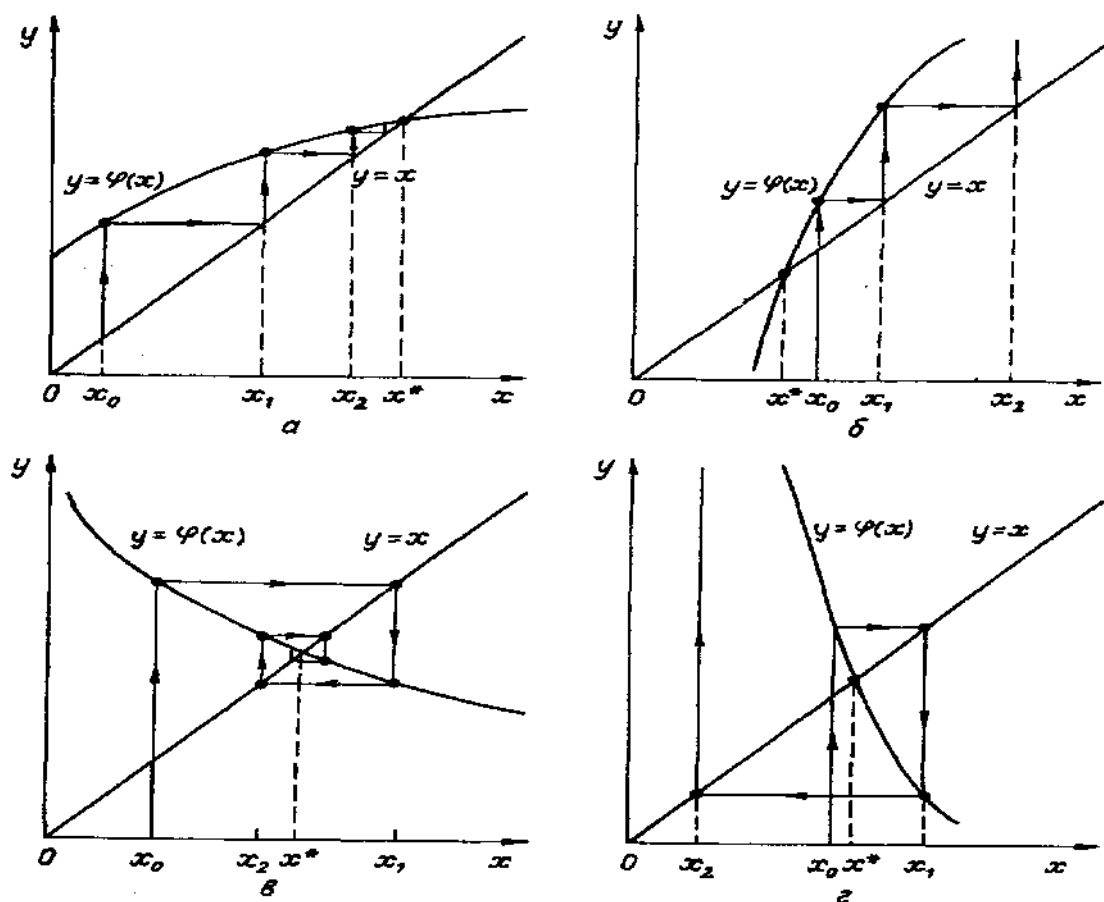 y
y
y = φ(x)
y = x
y = φ(x)
y = x
0 x₀ x₁ x₂ x* x
0 x* x₀ x₁ x₂ x
а
б
y
y
y = φ(x)
y = x
y = φ(x)
y = x
0 x₀ x₂ x* x₁ x
0 x₂ x₀ x* x₁ x
в
г